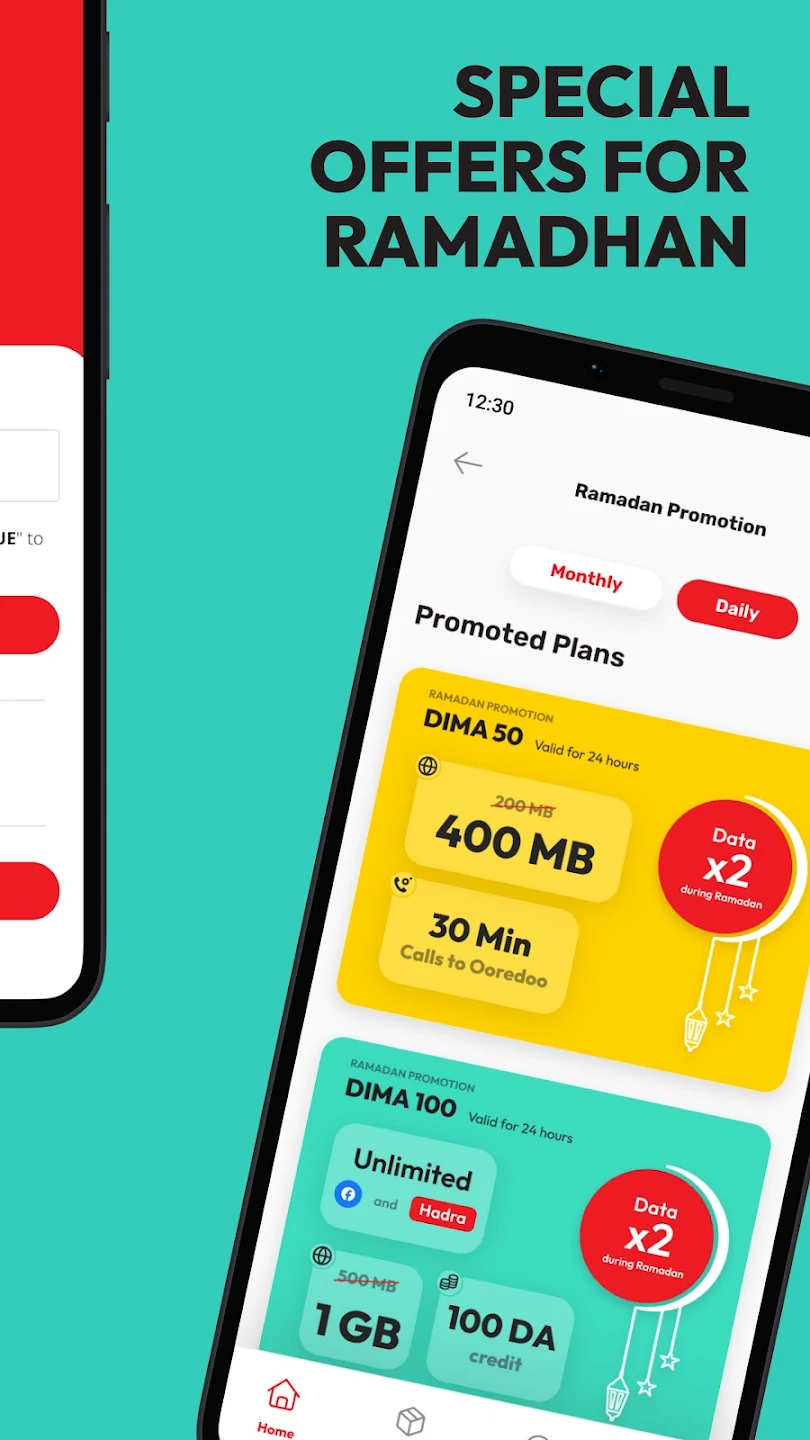 SPECIAL
OFFERS FOR
RAMADHAN
UE" to
12:30
Ramadan Promotion
Monthly
Daily
Promoted Plans
RAMADAN PROMOTION
DIMA 50 Valid for 24 hours
200 MB
400 MB
30 Min
Calls to Ooredoo
Data
x2
during Ramadan
RAMADAN PROMOTION
DIMA 100 Valid for 24 hours
Unlimited
and Hadra
500 MB
1 GB
100 DA
credit
Data
x2
during Ramadan
Home